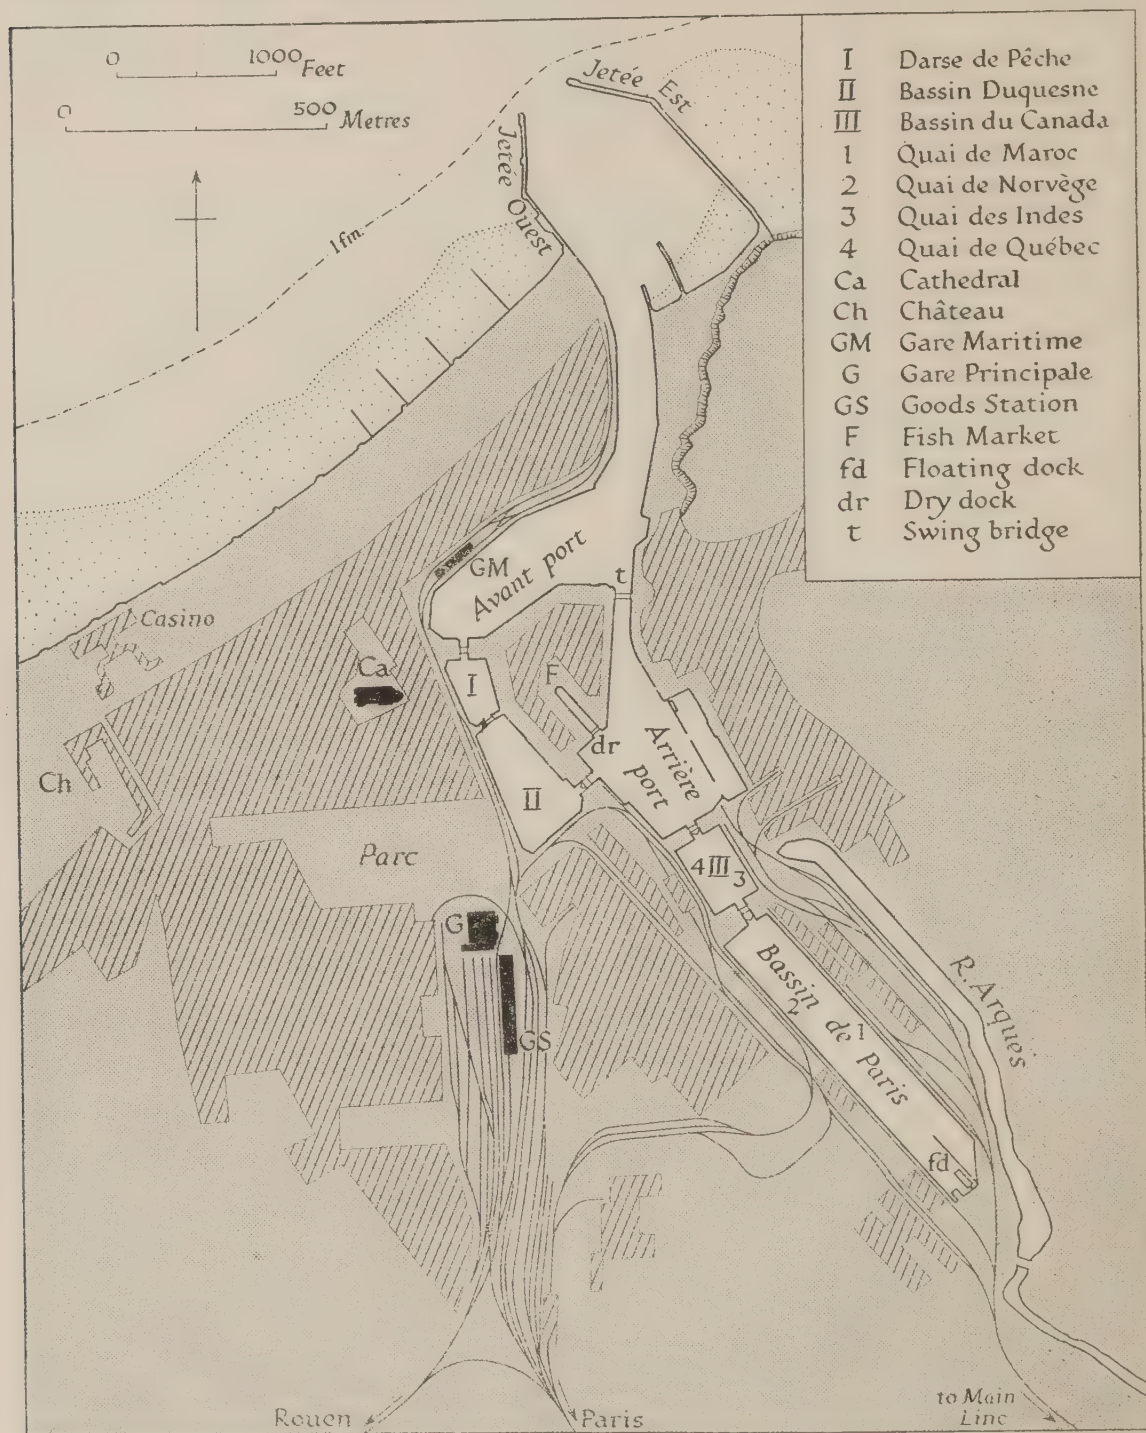 0 1000 Feet
0 500 Metres
I Darse de Pêche
II Bassin Duquesne
III Bassin du Canada
1 Quai de Maroc
2 Quai de Norvège
3 Quai des Indes
4 Quai de Québec
Ca Cathedral
Ch Château
GM Gare Maritime
G Gare Principale
GS Goods Station
F Fish Market
fd Floating dock
dr Dry dock
t Swing bridge
Jetée Est
Jetée Ouest
1 fm.
GM
Avant port
t
Casino
Ca
I
F
dr
Arrière
port
Ch
II
Parc
4 III 3
G
GS
Bassin de Paris
2
1
R. Arques
fd
Rouen
Paris
to Main
Line